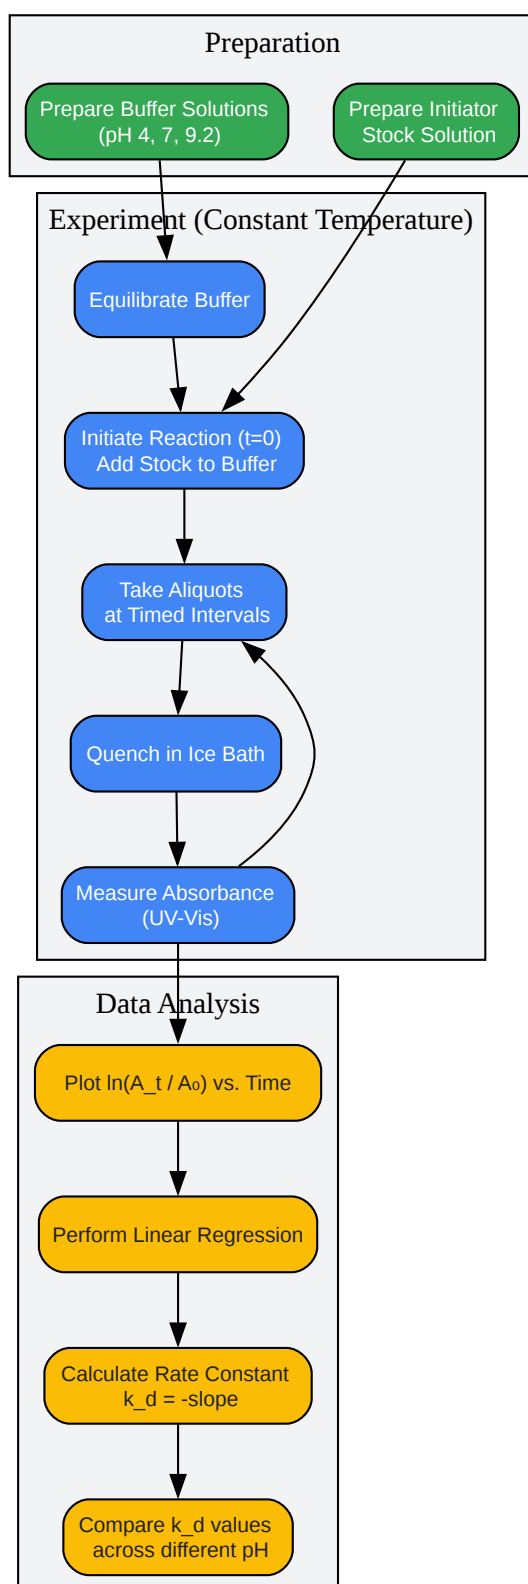 Preparation
Prepare Buffer Solutions
(pH 4, 7, 9.2)
Prepare Initiator
Stock Solution
Experiment (Constant Temperature)
Equilibrate Buffer
Initiate Reaction (t=0)
Add Stock to Buffer
Take Aliquots
at Timed Intervals
Quench in Ice Bath
Measure Absorbance
(UV-Vis)
Data Analysis
Plot ln(A_t / A₀) vs. Time
Perform Linear Regression
Calculate Rate Constant
k_d = -slope
Compare k_d values
across different pH